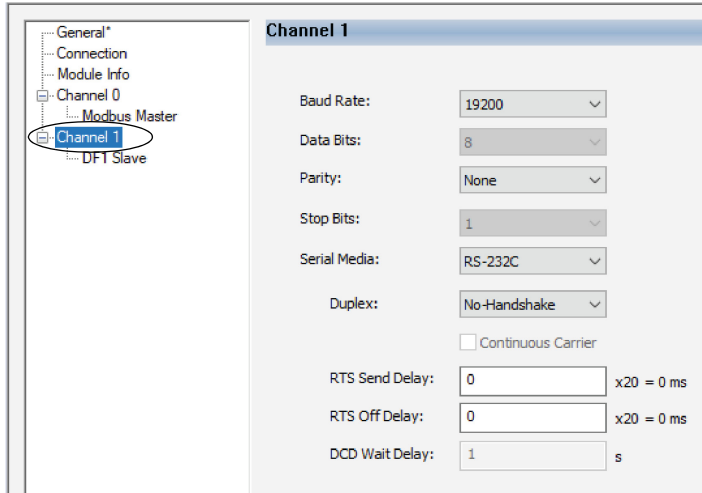 General*
Connection
Module Info
Channel 0
Modbus Master
Channel 1
DF1 Slave
Channel 1
Baud Rate: 19200
Data Bits: 8
Parity: None
Stop Bits: 1
Serial Media: RS-232C
Duplex: No-Handshake
Continuous Carrier
RTS Send Delay: 0 x20 = 0 ms
RTS Off Delay: 0 x20 = 0 ms
DCD Wait Delay: 1 s